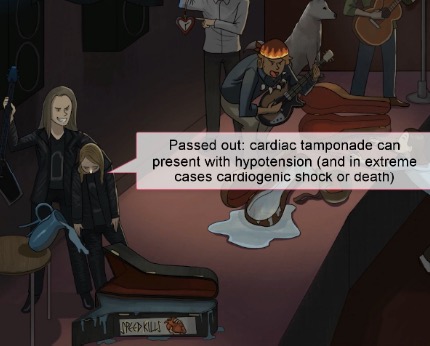 Passed out: cardiac tamponade can
present with hypotension (and in extreme
cases cardiogenic shock or death)
SPEED KILLS